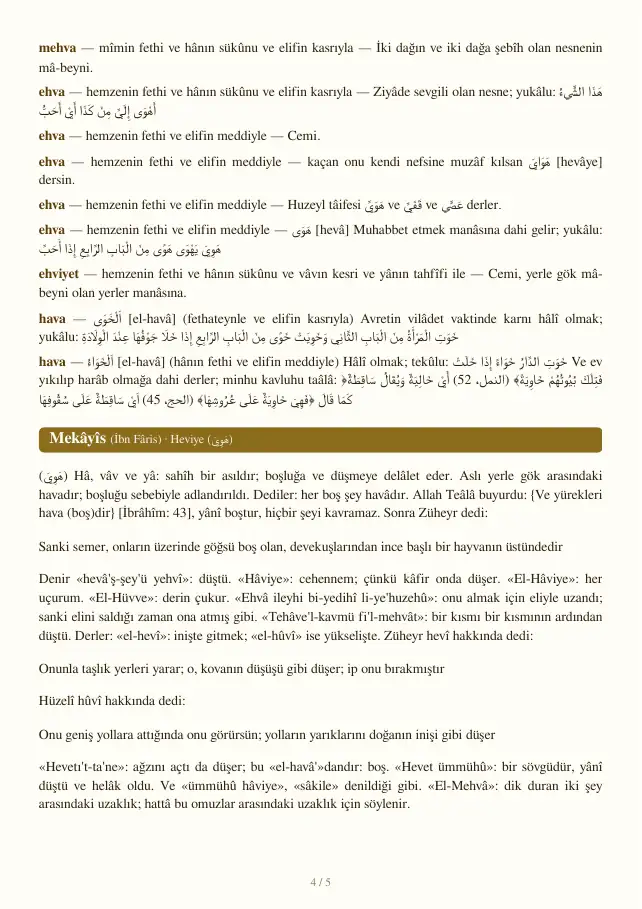 mehva — mîmin fethi ve hânın sükûnu ve elifin kasrıyla — İki dağın ve iki dağa şebîh olan nesnenin
mâ-beyni.
ehva — hemzenin fethi ve hânın sükûnu ve elifin kasrıyla — Ziyâde sevgili olan nesne; yukâlu: هَذَا الشَّيءُ
أَهْوَى إِلَيَّ مِنْ كَذَا أَيْ أَحَبُّ
ehva — hemzenin fethi ve elifin meddiyle — Cemi.
ehva — hemzenin fethi ve elifin meddiyle — kaçan onu kendi nefsine muzâf kılsan هَوَايَ [hevâye]
dersin.
ehva — hemzenin fethi ve elifin meddiyle — Huzeyl tâifesi هَوَيَّ ve قَفَيَّ ve عَصَّي derler.
ehva — hemzenin fethi ve elifin meddiyle — هَوَى [hevâ] Muhabbet etmek manâsına dahi gelir; yukâlu:
هَوِيَ يَهْوَى هَوًى مِنَ الْبَابِ الرَّابِعِ إِذَا أَحَبَّ
ehviyet — hemzenin fethi ve hânın sükûnu ve vâvın kesri ve yânın tahfîfi ile — Cemi, yerle gök mâ-
beyni olan yerler manâsına.
hava — اَلْخَوَى [el-havâ] (fethateynle ve elifin kasrıyla) Avretin vilâdet vaktinde karnı hâlî olmak;
yukâlu: خَوَتِ الْمَرْأَةُ مِنَ الْبَابِ الثَّانِي وَخَوِيَتْ خَوًى مِنَ الْبَابِ الرَّابِعِ إِذَا خَلَا جَوْفُهَا عِنْدَ الْوِلَادَةِ
hava — اَلْخَوَاءُ [el-havâ] (hânın fethi ve elifin meddiyle) Hâlî olmak; tekûlu: خَوَتِ الدَّارُ خَوَاءً إِذَا خَلَتْ Ve ev
yıkılıp harâb olmağa dahi derler; minhu kavluhu taâlâ: ﴿فَتِلْكَ بُيُوتُهُمْ خَاوِيَةً﴾ (النمل، 52) أَيْ خَالِيَةً وَيُقَالُ سَاقِطَةً
كَمَا قَالَ ﴿فَهِيَ خَاوِيَةٌ عَلَى عُرُوشِهَا﴾ (الحج، 45) أَيْ سَاقِطَةٌ عَلَى سُقُوفِهَا
Mekâyîs (İbn Fâris) · Heviye (هَوِيَ)
(هَوِيَ) Hâ, vâv ve yâ: sahîh bir asıldır; boşluğa ve düşmeye delâlet eder. Aslı yerle gök arasındaki
havadır; boşluğu sebebiyle adlandırıldı. Dediler: her boş şey havâdır. Allah Teâlâ buyurdu: {Ve yürekleri
hava (boş)dir} [İbrâhîm: 43], yânî boştur, hiçbir şeyi kavramaz. Sonra Züheyr dedi:
Sanki semer, onların üzerinde göğsü boş olan, devekuşlarından ince başlı bir hayvanın üstündedir
Denir «hevâ'ş-şey'ü yehvî»: düştü. «Hâviye»: cehennem; çünkü kâfir onda düşer. «El-Hâviye»: her
uçurum. «El-Hüvve»: derin çukur. «Ehvâ ileyhi bi-yedihî li-ye'huzehû»: onu almak için eliyle uzandı;
sanki elini saldığı zaman ona atmış gibi. «Tehâve'l-kavmü fi'l-mehvât»: bir kısmı bir kısmının ardından
düştü. Derler: «el-hevî»: inişte gitmek; «el-hûvî» ise yükselişte. Züheyr hevî hakkında dedi:
Onunla taşlık yerleri yarar; o, kovanın düşüşü gibi düşer; ip onu bırakmıştır
Hüzelî hûvî hakkında dedi:
Onu geniş yollara attığında onu görürsün; yolların yarıklarını doğanın inişi gibi düşer
«Hevetı't-ta'ne»: ağzını açtı da düşer; bu «el-havâ'»dandır: boş. «Hevet ümmühû»: bir sövgüdür, yânî
düştü ve helâk oldu. Ve «ümmühû hâviye», «sâkile» denildiği gibi. «El-Mehvâ»: dik duran iki şey
arasındaki uzaklık; hattâ bu omuzlar arasındaki uzaklık için söylenir.
4 / 5